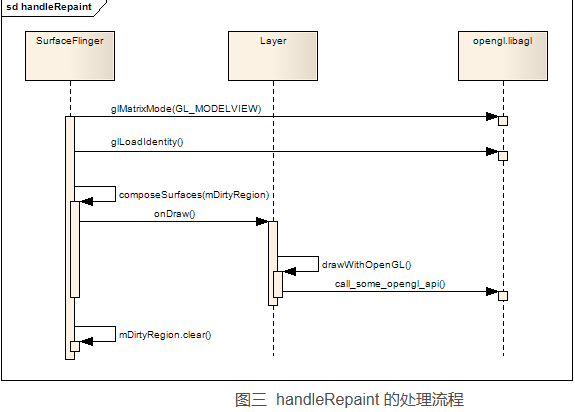 sd handleRepaint
SurfaceFlinger
Layer
opengl.libagl
glMatrixMode(GL_MODELVIEW)
glLoadIdentity()
composeSurfaces(mDirtyRegion)
onDraw()
drawWithOpenGL()
call_some_opengl_api()
mDirtyRegion.clear()
图三 handleRepaint 的处理流程